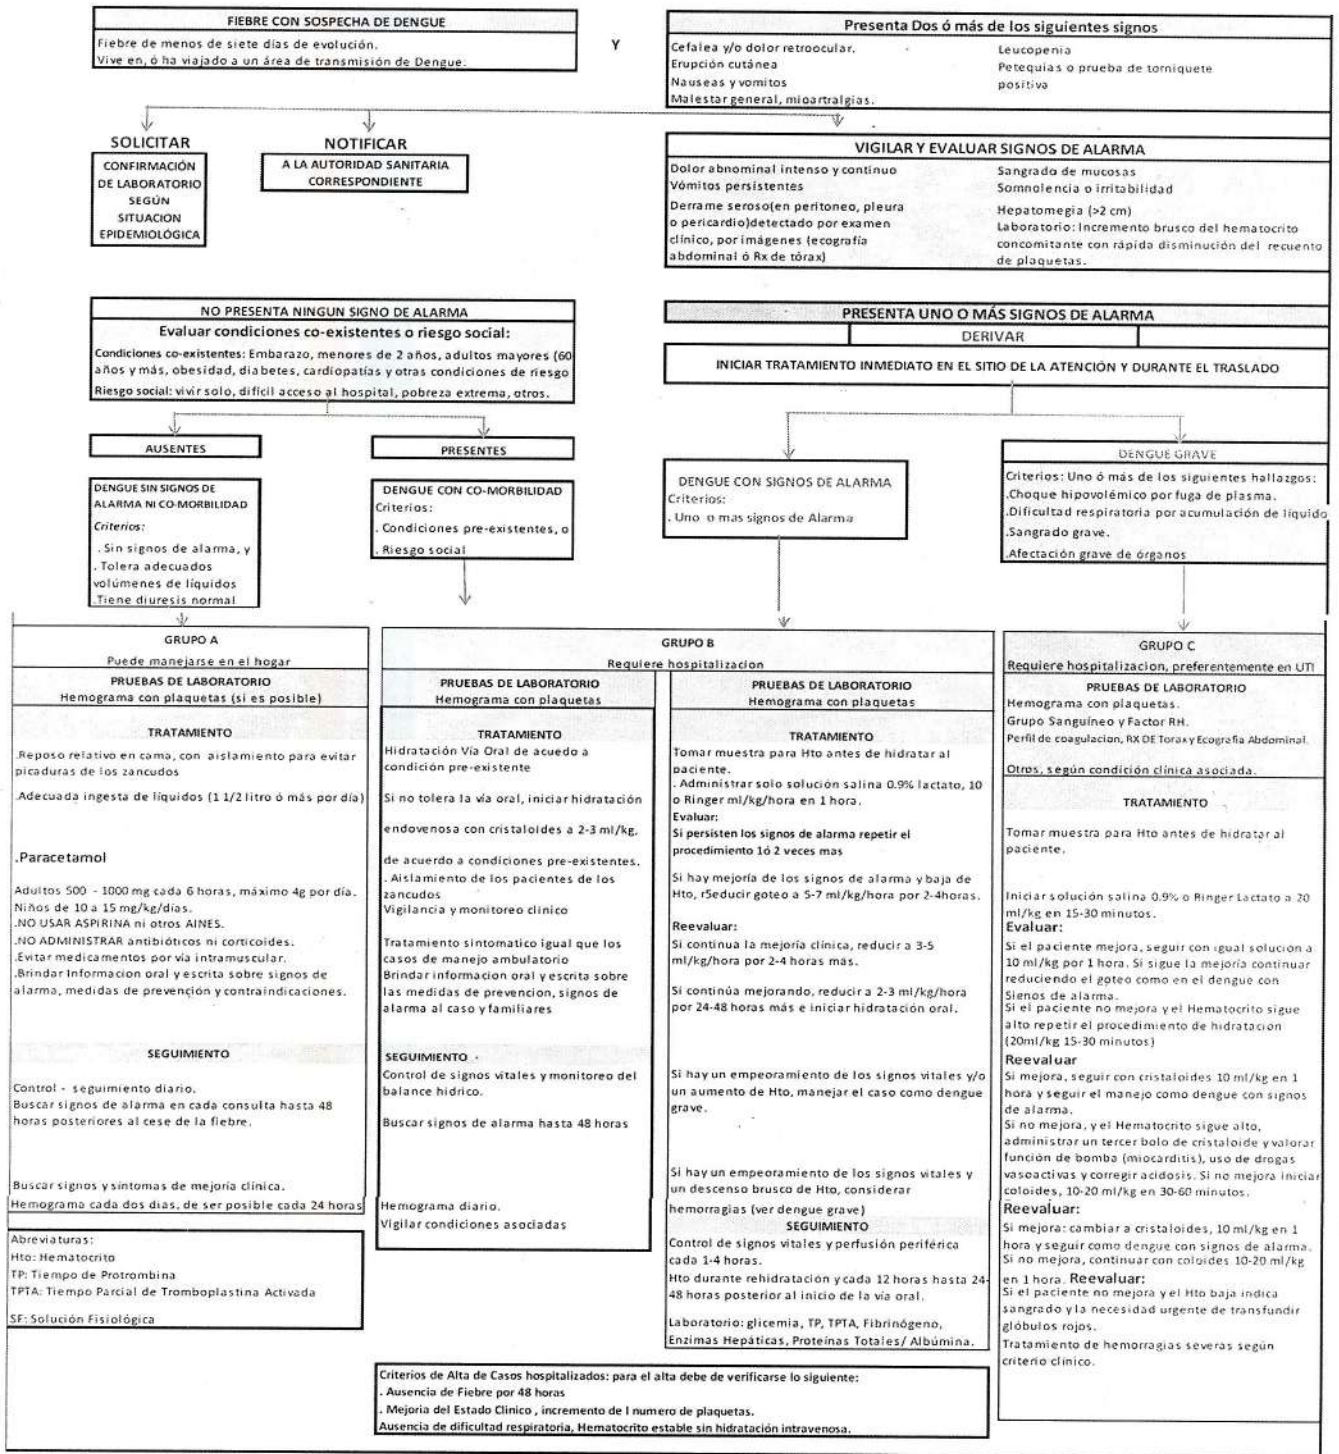 FIEBRE CON SOSPECHA DE DENGUE
Fiebre de menos de siete días de evolución.
Vive en, ó ha viajado a un área de transmisión de Dengue.
Y
Presenta Dos ó más de los siguientes signos
Cefalea y/o dolor retroocular.
Erupción cutánea
Nauseas y vomitos
Malestar general, mioartralgias.
Leucopenia
Petequias o prueba de torniquete
positiva
SOLICITAR
CONFIRMACIÓN
DE LABORATORIO
SEGÚN
SITUACION
EPIDEMIOLÓGICA
NOTIFICAR
A LA AUTORIDAD SANITARIA
CORRESPONDIENTE
VIGILAR Y EVALUAR SIGNOS DE ALARMA
Dolor abnominal intenso y continuo
Vómitos persistentes
Derrame seroso(en peritoneo, pleura
o pericardio)detectado por examen
clínico, por imágenes (ecografía
abdominal ó Rx de tórax)
Sangrado de mucosas
Somnolencia o irritabilidad
Hepatomegia (>2 cm)
Laboratorio: Incremento brusco del hematocrito
concomitante con rápida disminución del recuento
de plaquetas.
NO PRESENTA NINGUN SIGNO DE ALARMA
Evaluar condiciones co-existentes o riesgo social:
Condiciones co-existentes: Embarazo, menores de 2 años, adultos mayores (60
años y más, obesidad, diabetes, cardiopatías y otras condiciones de riesgo
Riesgo social: vivir solo, difícil acceso al hospital, pobreza extrema, otros.
PRESENTA UNO O MÁS SIGNOS DE ALARMA
DERIVAR
INICIAR TRATAMIENTO INMEDIATO EN EL SITIO DE LA ATENCIÓN Y DURANTE EL TRASLADO
AUSENTES
DENGUE SIN SIGNOS DE
ALARMA NI CO-MORBILIDAD
Criterios:
. Sin signos de alarma, y
. Tolera adecuados
volúmenes de líquidos
.Tiene diuresis normal
PRESENTES
DENGUE CON CO-MORBILIDAD
Criterios:
. Condiciones pre-existentes, o
. Riesgo social
DENGUE CON SIGNOS DE ALARMA
Criterios:
. Uno o mas signos de Alarma
DENGUE GRAVE
Criterios: Uno ó más de los siguientes hallazgos:
.Choque hipovolémico por fuga de plasma.
.Dificultad respiratoria por acumulación de líquido
.Sangrado grave.
.Afectación grave de órganos
GRUPO A
Puede manejarse en el hogar
PRUEBAS DE LABORATORIO
Hemograma con plaquetas (si es posible)
TRATAMIENTO
.Reposo relativo en cama, con aislamiento para evitar
picaduras de los zancudos
.Adecuada ingesta de líquidos (1 1/2 litro ó más por día)
.Paracetamol
Adultos 500 - 1000 mg cada 6 horas, máximo 4g por día.
Niños de 10 a 15 mg/kg/días.
.NO USAR ASPIRINA ni otros AINES.
.NO ADMINISTRAR antibióticos ni corticoides.
.Evitar medicamentos por vía intramuscular.
.Brindar Informacion oral y escrita sobre signos de
alarma, medidas de prevención y contraindicaciones.
SEGUIMIENTO
Control - seguimiento diario.
Buscar signos de alarma en cada consulta hasta 48
horas posteriores al cese de la fiebre.
Buscar signos y síntomas de mejoría clínica.
Hemograma cada dos dias, de ser posible cada 24 horas
Abreviaturas:
Hto: Hematocrito
TP: Tiempo de Protrombina
TPTA: Tiempo Parcial de Tromboplastina Activada
SF: Solución Fisiológica
GRUPO B
Requiere hospitalizacion
PRUEBAS DE LABORATORIO
Hemograma con plaquetas
TRATAMIENTO
Hidratación Vía Oral de acuedo a
condición pre-existente
Si no tolera la vía oral, iniciar hidratación
endovenosa con cristaloides a 2-3 ml/kg.
de acuerdo a condiciones pre-existentes.
. Aislamiento de los pacientes de los
zancudos
Vigilancia y monitoreo clinico
Tratamiento sintomatico igual que los
casos de manejo ambulatorio
Brindar informacion oral y escrita sobre
las medidas de prevencion, signos de
alarma al caso y familiares
SEGUIMIENTO
Control de signos vitales y monitoreo del
balance hídrico.
Buscar signos de alarma hasta 48 horas
Hemograma diario.
Vigilar condiciones asociadas
PRUEBAS DE LABORATORIO
Hemograma con plaquetas
TRATAMIENTO
Tomar muestra para Hto antes de hidratar al
paciente.
. Administrar solo solución salina 0.9% lactato, 10
o Ringer ml/kg/hora en 1 hora.
Evaluar:
Si persisten los signos de alarma repetir el
procedimiento 1ó 2 veces mas
Si hay mejoría de los signos de alarma y baja de
Hto, r5educir goteo a 5-7 ml/kg/hora por 2-4horas.
Reevaluar:
Si continua la mejoría clínica, reducir a 3-5
ml/kg/hora por 2-4 horas más.
Si continúa mejorando, reducir a 2-3 ml/kg/hora
por 24-48 horas más e iniciar hidratación oral.
Si hay un empeoramiento de los signos vitales y/o
un aumento de Hto, manejar el caso como dengue
grave.
Si hay un empeoramiento de los signos vitales y
un descenso brusco de Hto, considerar
hemorragias (ver dengue grave)
SEGUIMIENTO
Control de signos vitales y perfusión periférica
cada 1-4 horas.
Hto durante rehidratación y cada 12 horas hasta 24-
48 horas posterior al inicio de la vía oral.
Laboratorio: glicemia, TP, TPTA, Fibrinógeno,
Enzimas Hepáticas, Proteínas Totales/ Albúmina.
GRUPO C
Requiere hospitalizacion, preferentemente en UTI
PRUEBAS DE LABORATORIO
Hemograma con plaquetas.
Grupo Sanguíneo y Factor RH.
Perfil de coagulacion, RX DE Torax y Ecografia Abdominal.
Otros, según condición clínica asociada.
TRATAMIENTO
Tomar muestra para Hto antes de hidratar al
paciente.
Iniciar solución salina 0.9% o Ringer Lactato a 20
ml/kg en 15-30 minutos.
Evaluar:
Si el paciente mejora, seguir con igual solución a
10 ml/kg por 1 hora. Si sigue la mejoría continuar
reduciendo el goteo como en el dengue con
Signos de alarma.
Si el paciente no mejora y el Hematocrito sigue
alto repetir el procedimiento de hidratación
(20ml/kg 15-30 minutos)
Reevaluar
Si mejora, seguir con cristaloides 10 ml/kg en 1
hora y seguir el manejo como dengue con signos
de alarma.
Si no mejora, y el Hematocrito sigue alto,
administrar un tercer bolo de cristaloide y valorar
función de bomba (miocarditis), uso de drogas
vasoactivas y corregir acidosis. Si no mejora iniciar
coloides, 10-20 ml/kg en 30-60 minutos.
Reevaluar:
Si mejora: cambiar a cristaloides, 10 ml/kg en 1
hora y seguir como dengue con signos de alarma.
Si no mejora, continuar con coloides 10-20 ml/kg
en 1 hora. Reevaluar:
Si el paciente no mejora y el Hto baja indica
sangrado y la necesidad urgente de transfundir
glóbulos rojos.
Tratamiento de hemorragias severas según
criterio clínico.
Criterios de Alta de Casos hospitalizados: para el alta debe de verificarse lo siguiente:
. Ausencia de Fiebre por 48 horas
. Mejoria del Estado Clinico , incremento de l numero de plaquetas.
Ausencia de dificultad respiratoria, Hematocrito estable sin hidratación intravenosa.